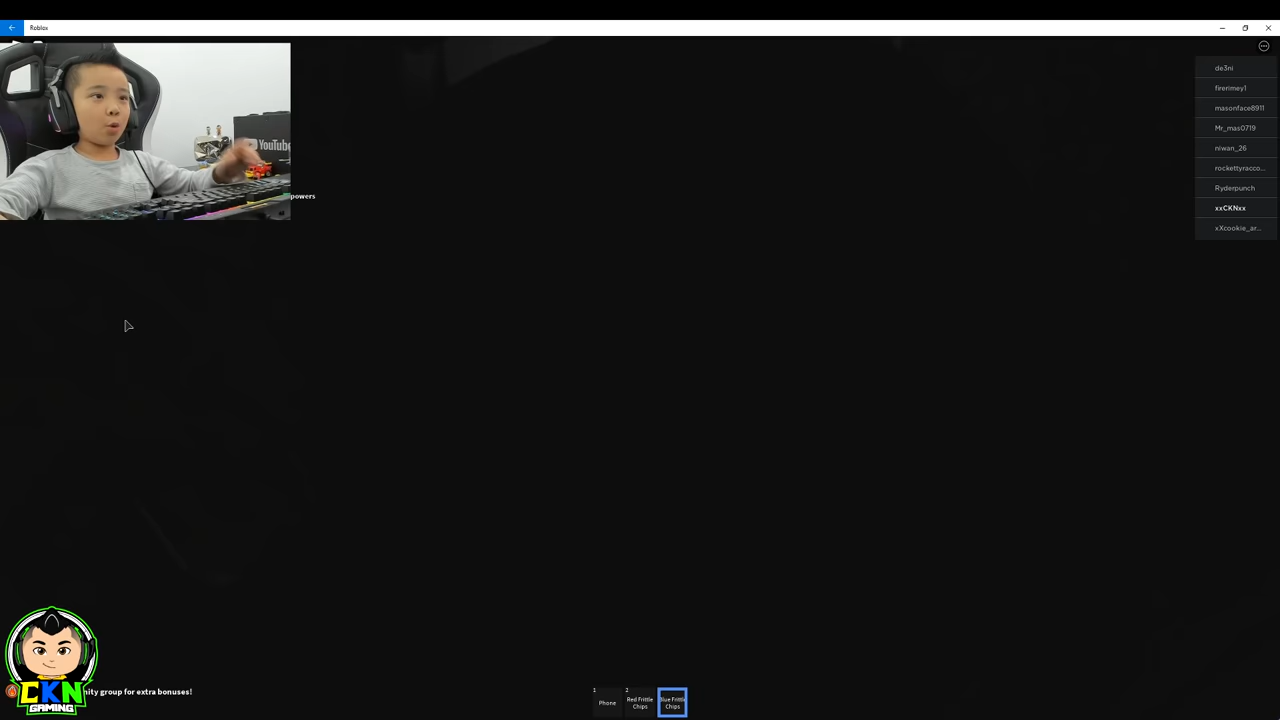 Roblox
YouTube
powers
de3ni
firerimey1
masonface8911
Mr_mas0719
niwan_26
rockettyracco...
Ryderpunch
xxCKNxx
xXcookie_ar...
CKN
GAMING
nity group for extra bonuses!
1
Phone
2
Red Frittle
Chips
Blue Frittle
Chips